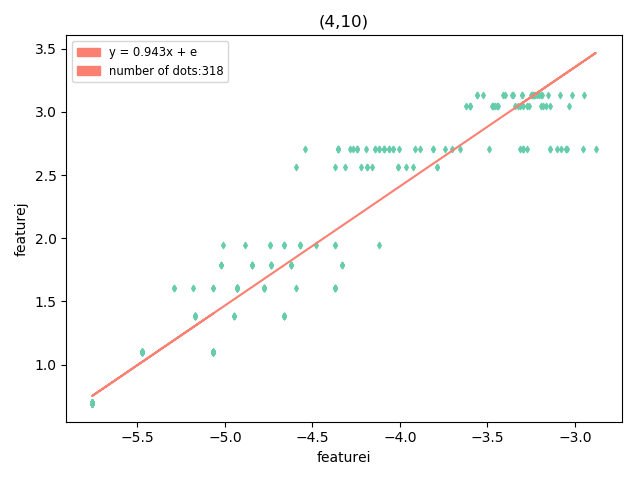 (4,10)
y = 0.943x + e
number of dots:318
3.5
3.0
2.5
2.0
1.5
1.0
featurej
−5.5 −5.0 −4.5 −4.0 −3.5 −3.0
featurei